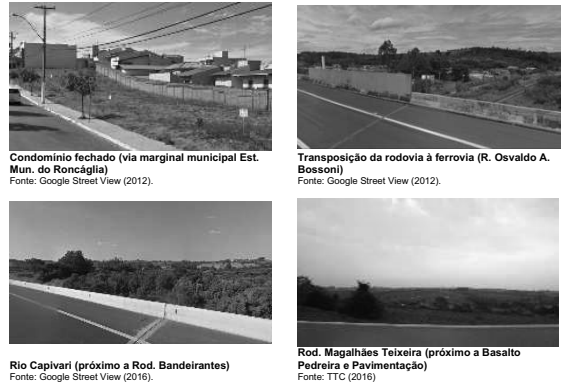 Condomínio fechado (via marginal municipal Est.
Mun. do Roncáglia)
Fonte: Google Street View (2012).
Transposição da rodovia à ferrovia (R. Osvaldo A.
Bossoni)
Fonte: Google Street View (2012).
Rio Capivari (próximo a Rod. Bandeirantes)
Fonte: Google Street View (2016).
Rod. Magalhães Teixeira (próximo a Basalto
Pedreira e Pavimentação)
Fonte: TTC (2016)